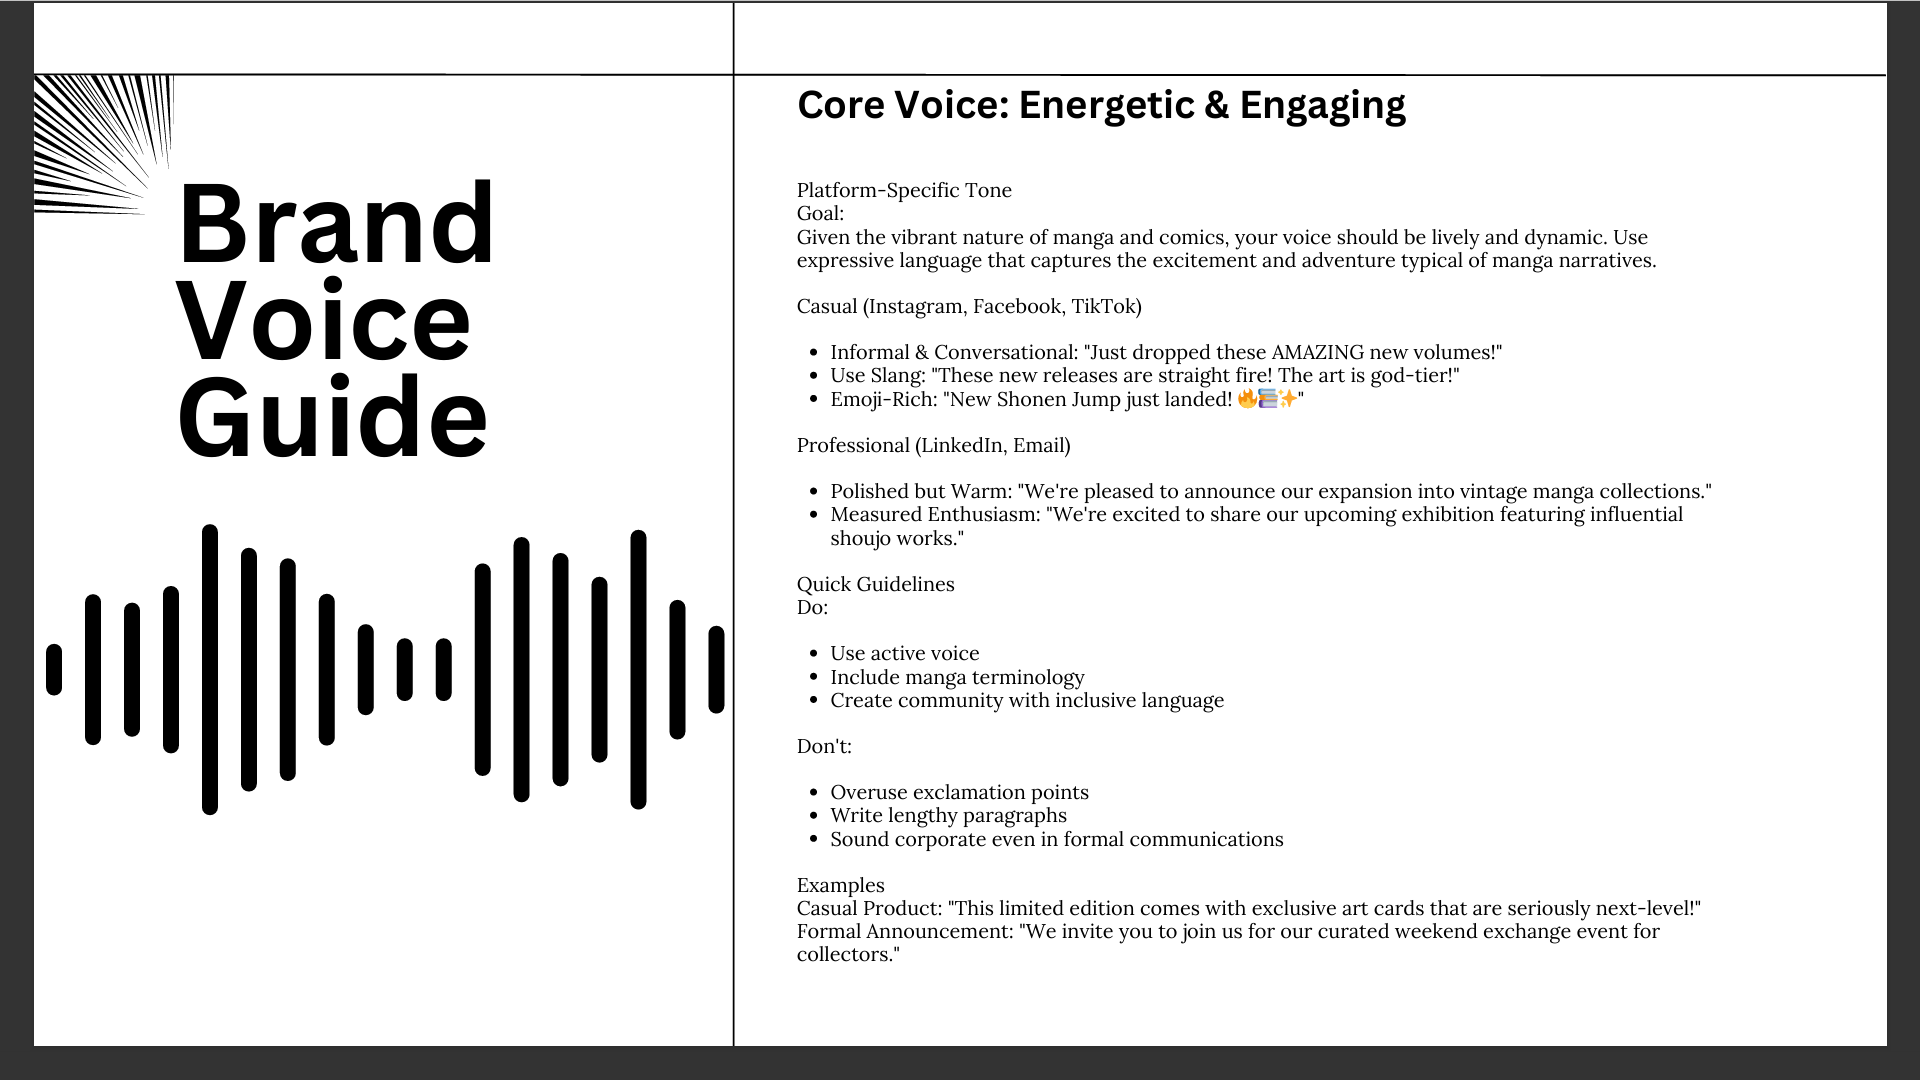 Brand
Voice
Guide
Core Voice: Energetic & Engaging
Platform-Specific Tone
Goal:
Given the vibrant nature of manga and comics, your voice should be lively and dynamic. Use
expressive language that captures the excitement and adventure typical of manga narratives.
Casual (Instagram, Facebook, TikTok)
• Informal & Conversational: "Just dropped these AMAZING new volumes!"
• Use Slang: "These new releases are straight fire! The art is god-tier!"
• Emoji-Rich: "New Shonen Jump just landed! 🔥📚✨"
Professional (LinkedIn, Email)
• Polished but Warm: "We're pleased to announce our expansion into vintage manga collections."
• Measured Enthusiasm: "We're excited to share our upcoming exhibition featuring influential
shoujo works."
Quick Guidelines
Do:
• Use active voice
• Include manga terminology
• Create community with inclusive language
Don't:
• Overuse exclamation points
• Write lengthy paragraphs
• Sound corporate even in formal communications
Examples
Casual Product: "This limited edition comes with exclusive art cards that are seriously next-level!"
Formal Announcement: "We invite you to join us for our curated weekend exchange event for
collectors."